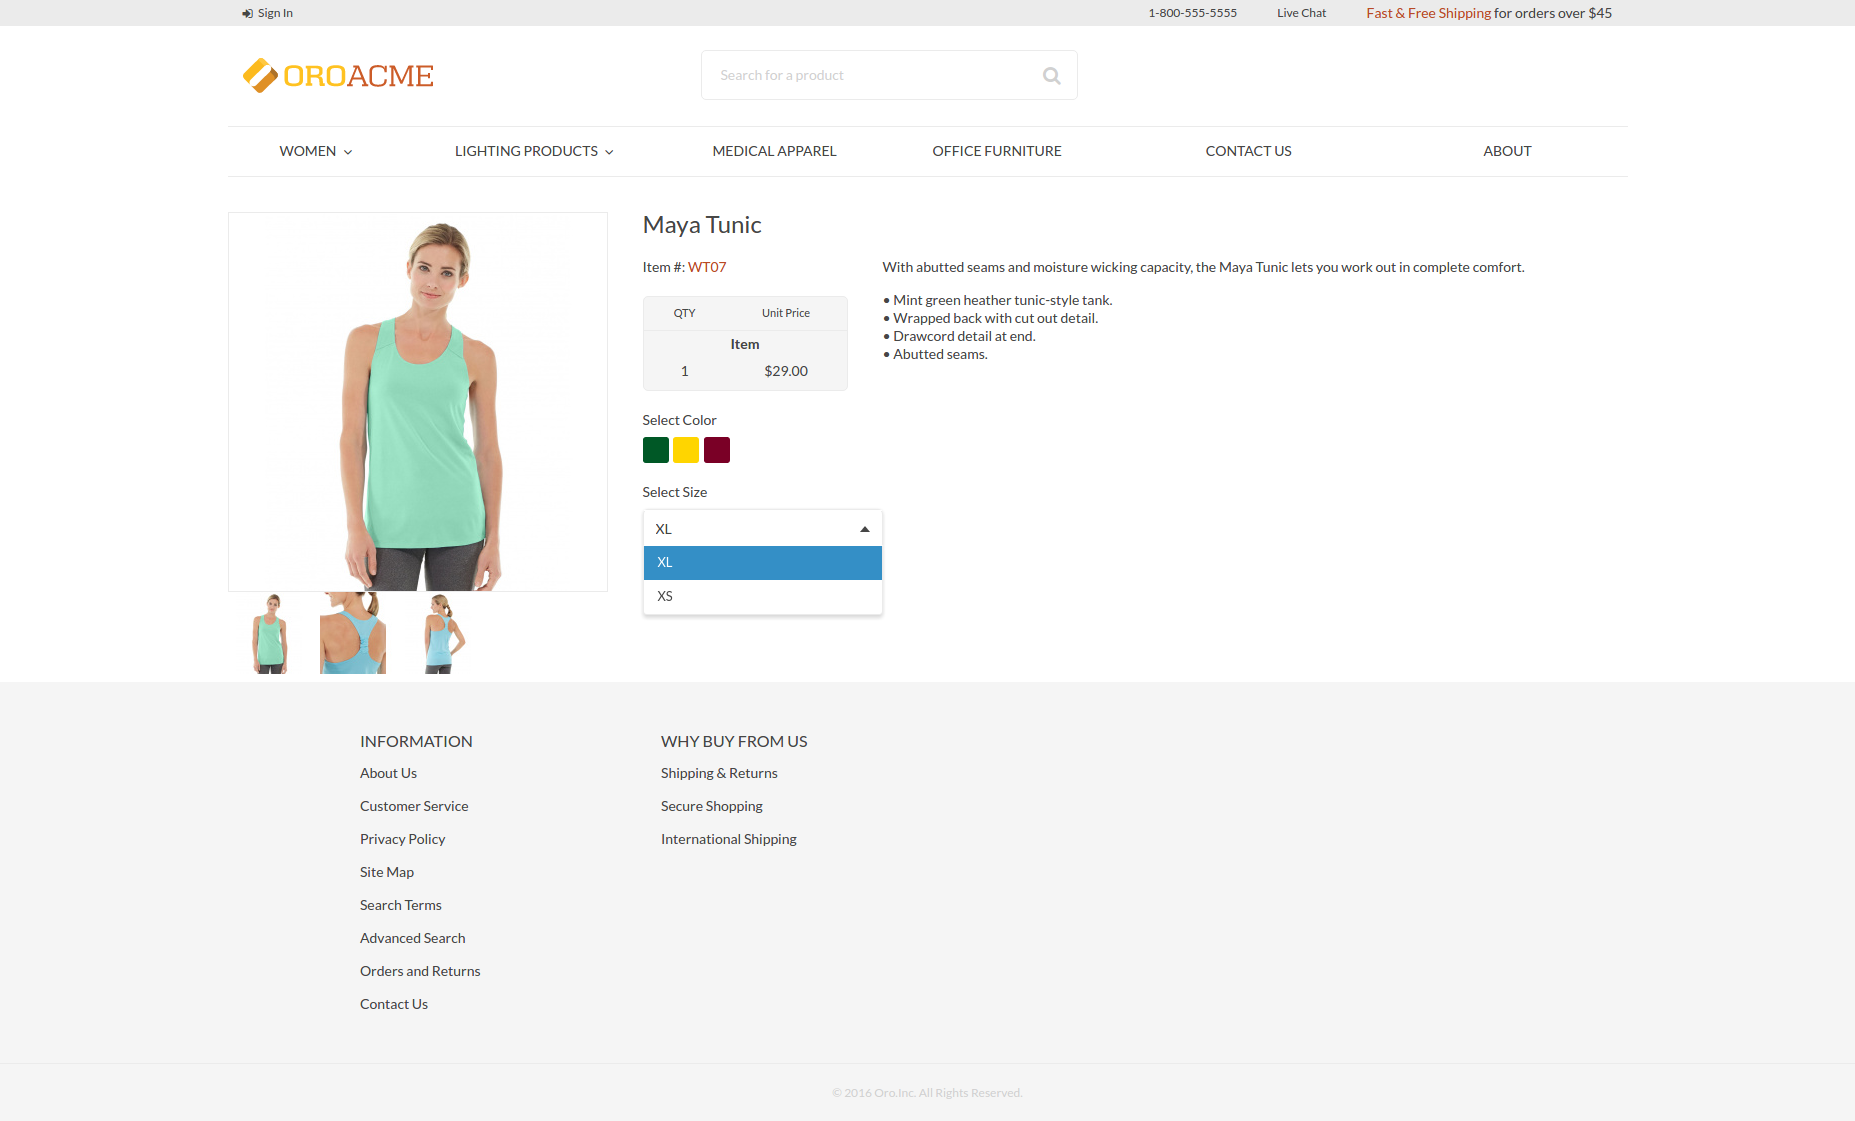 Sign In
1-800-555-5555
Live Chat
Fast & Free Shipping for orders over $45
OROACME
Search for a product
WOMEN
LIGHTING PRODUCTS
MEDICAL APPAREL
OFFICE FURNITURE
CONTACT US
ABOUT
Maya Tunic
Item #: WT07
With abutted seams and moisture wicking capacity, the Maya Tunic lets you work out in complete comfort.
• Mint green heather tunic-style tank.
• Wrapped back with cut out detail.
• Drawcord detail at end.
• Abutted seams.
QTY Unit Price
Item
1 $29.00
Select Color
Select Size
XL
XL
XS
INFORMATION
About Us
Customer Service
Privacy Policy
Site Map
Search Terms
Advanced Search
Orders and Returns
Contact Us
WHY BUY FROM US
Shipping & Returns
Secure Shopping
International Shipping
© 2016 Oro.Inc. All Rights Reserved.